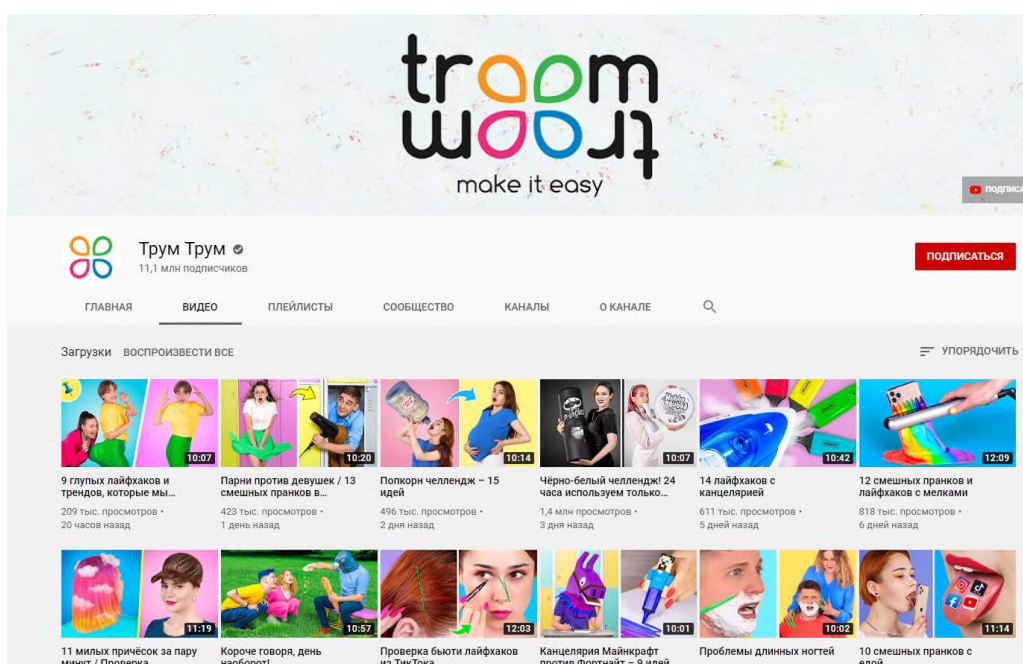 troom
troom
make it easy
ПОДПИСА
Трум Трум
11,1 млн подписчиков
ПОДПИСАТЬСЯ
ГЛАВНАЯ ВИДЕО ПЛЕЙЛИСТЫ СООБЩЕСТВО КАНАЛЫ О КАНАЛЕ
Загрузки ВОСПРОИЗВЕСТИ ВСЕ УПОРЯДОЧИТЬ
10:07 10:20 10:14 10:07 10:42 12:09
9 глупых лайфхаков и Парни против девушек / 13 Попкорн челлендж – 15 Чёрно-белый челлендж! 24 14 лайфхаков с 12 смешных пранков и
трендов, которые мы... смешных пранков в... идей часа используем только... канцелярией лайфхаков с мелками
209 тыс. просмотров • 423 тыс. просмотров • 496 тыс. просмотров • 1,4 млн просмотров • 611 тыс. просмотров • 818 тыс. просмотров •
20 часов назад 1 день назад 2 дня назад 3 дня назад 5 дней назад 6 дней назад
11:19 10:57 12:03 10:01 10:02 11:14
11 милых причёсок за пару Короче говоря, день Проверка бьюти лайфхаков Канцелярия Майнкрафт Проблемы длинных ногтей 10 смешных пранков с
минут / Проверка наоборот! из ТикТока против Фортнайт – 9 идей едой